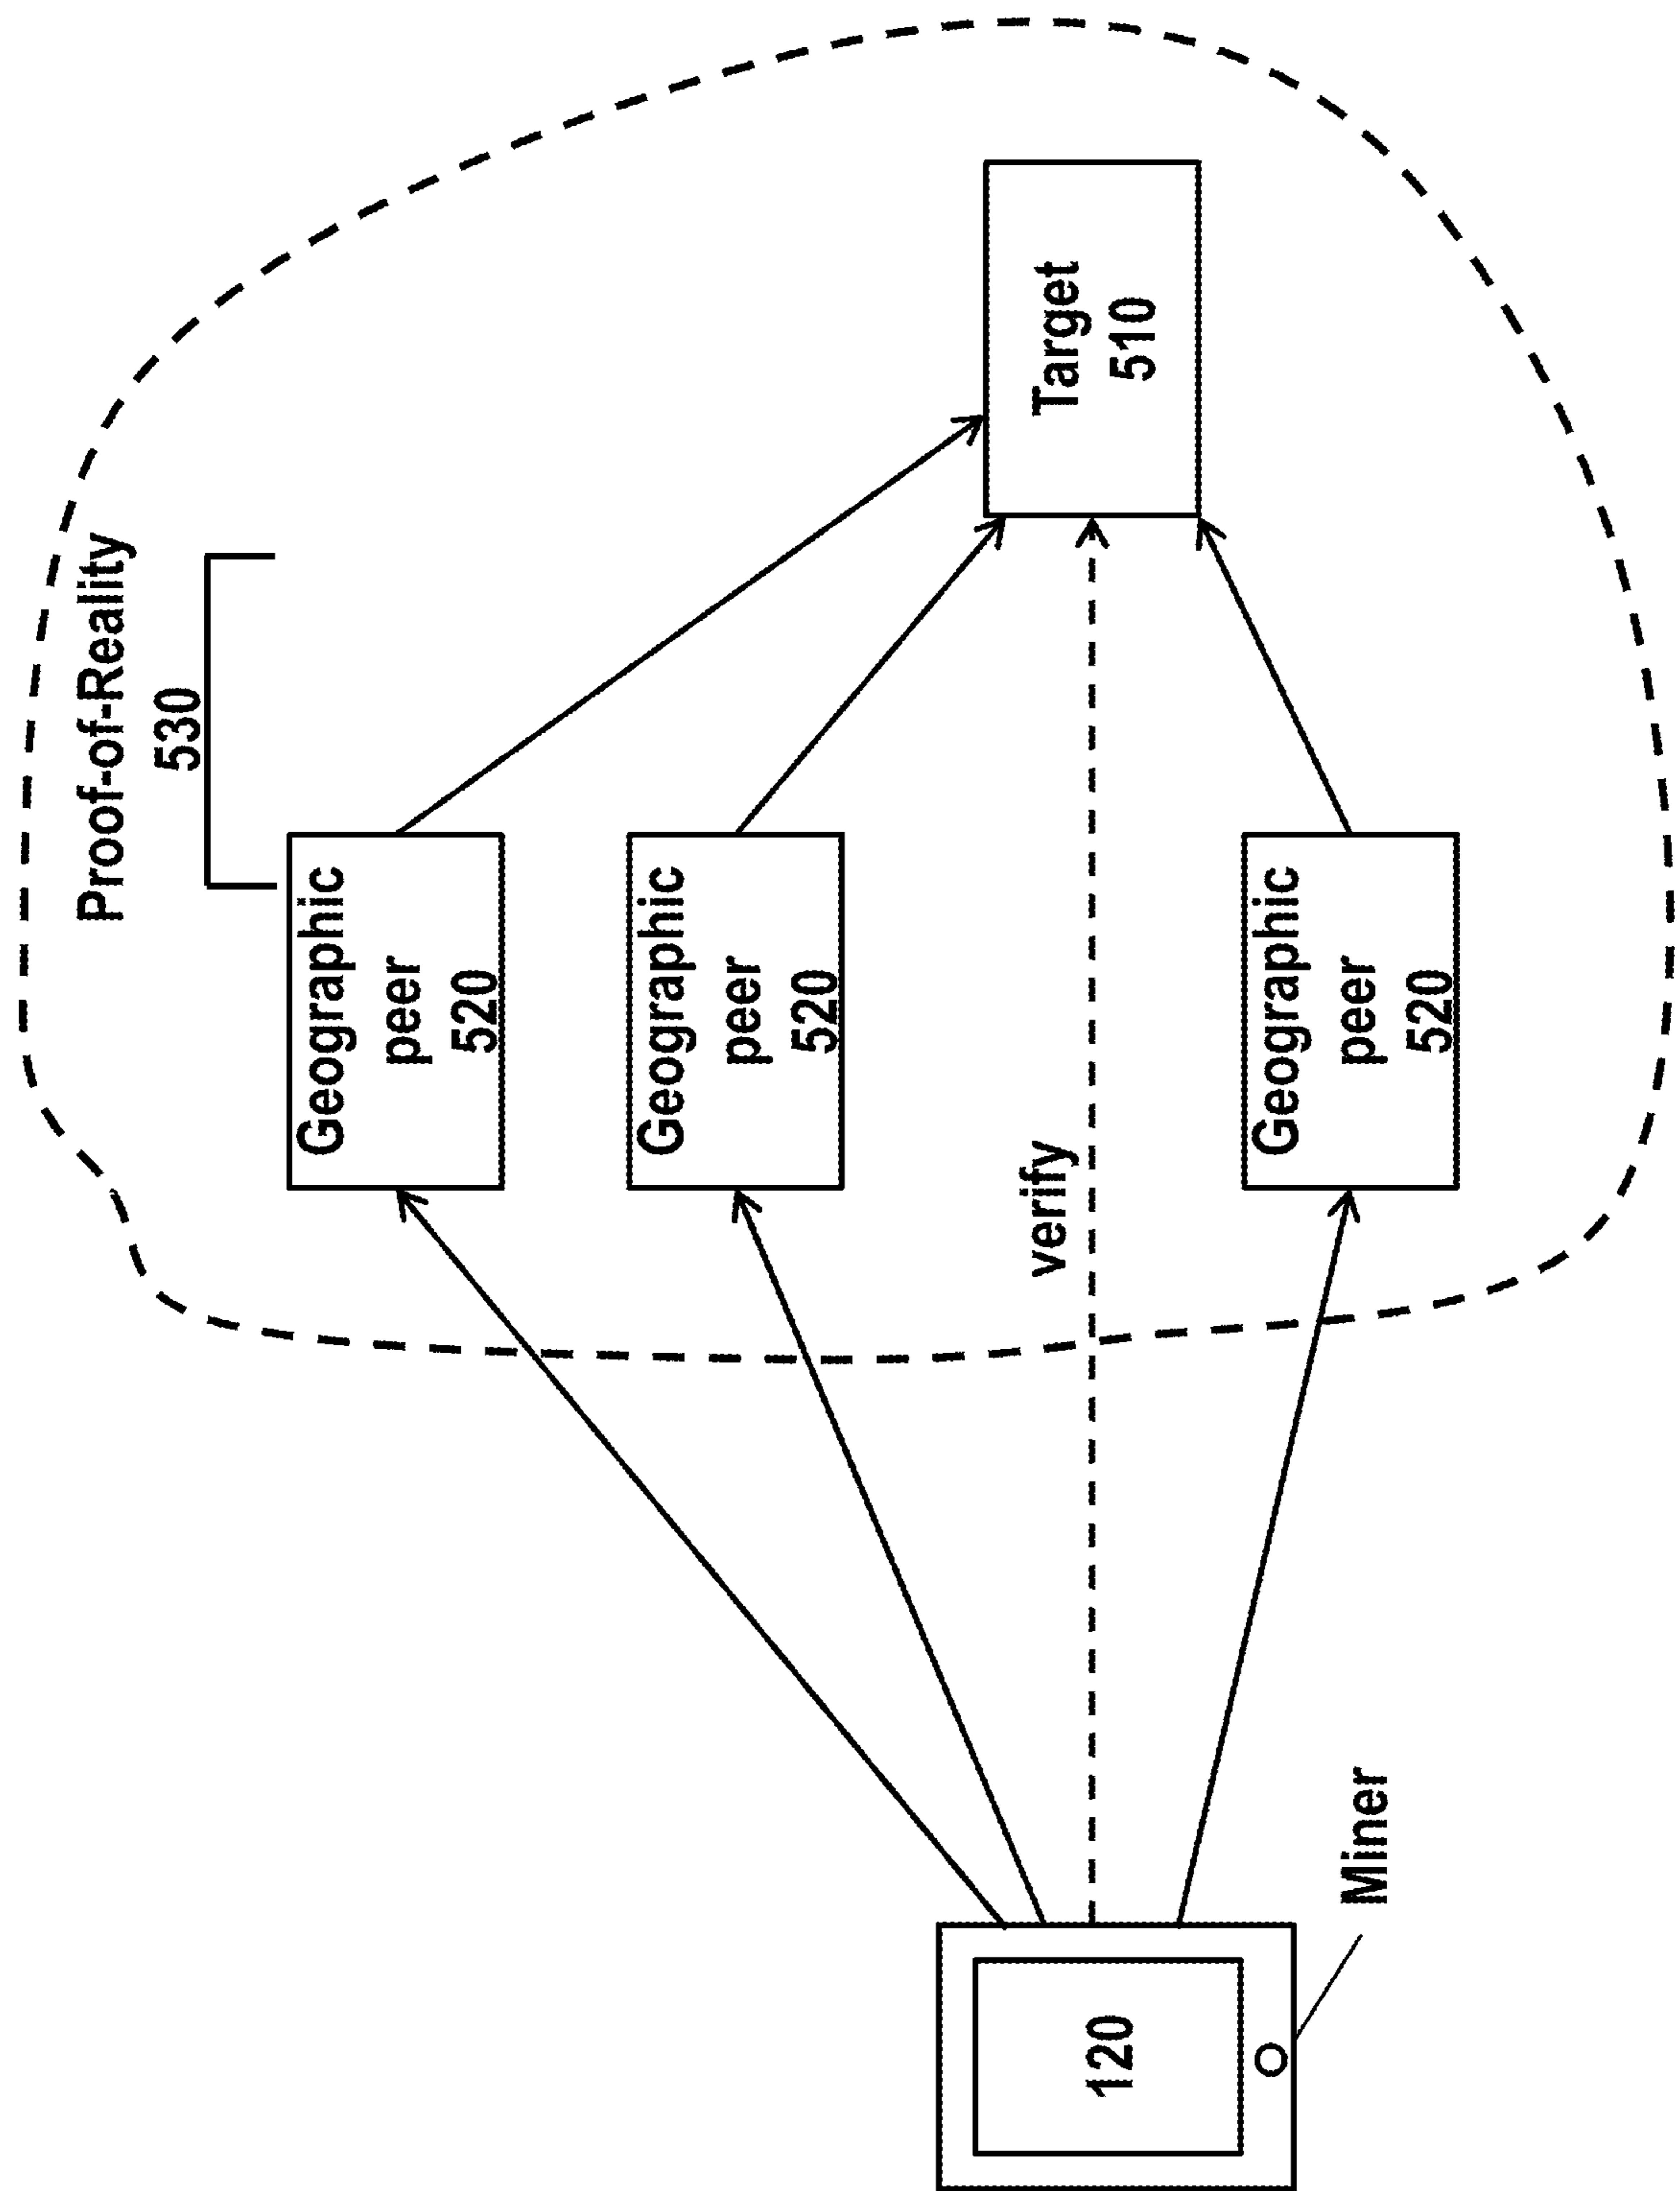 Proof-of-Reality
530
Geographic
peer
520
Geographic
peer
520
Target
510
verify
120
Geographic
peer
520
Miner